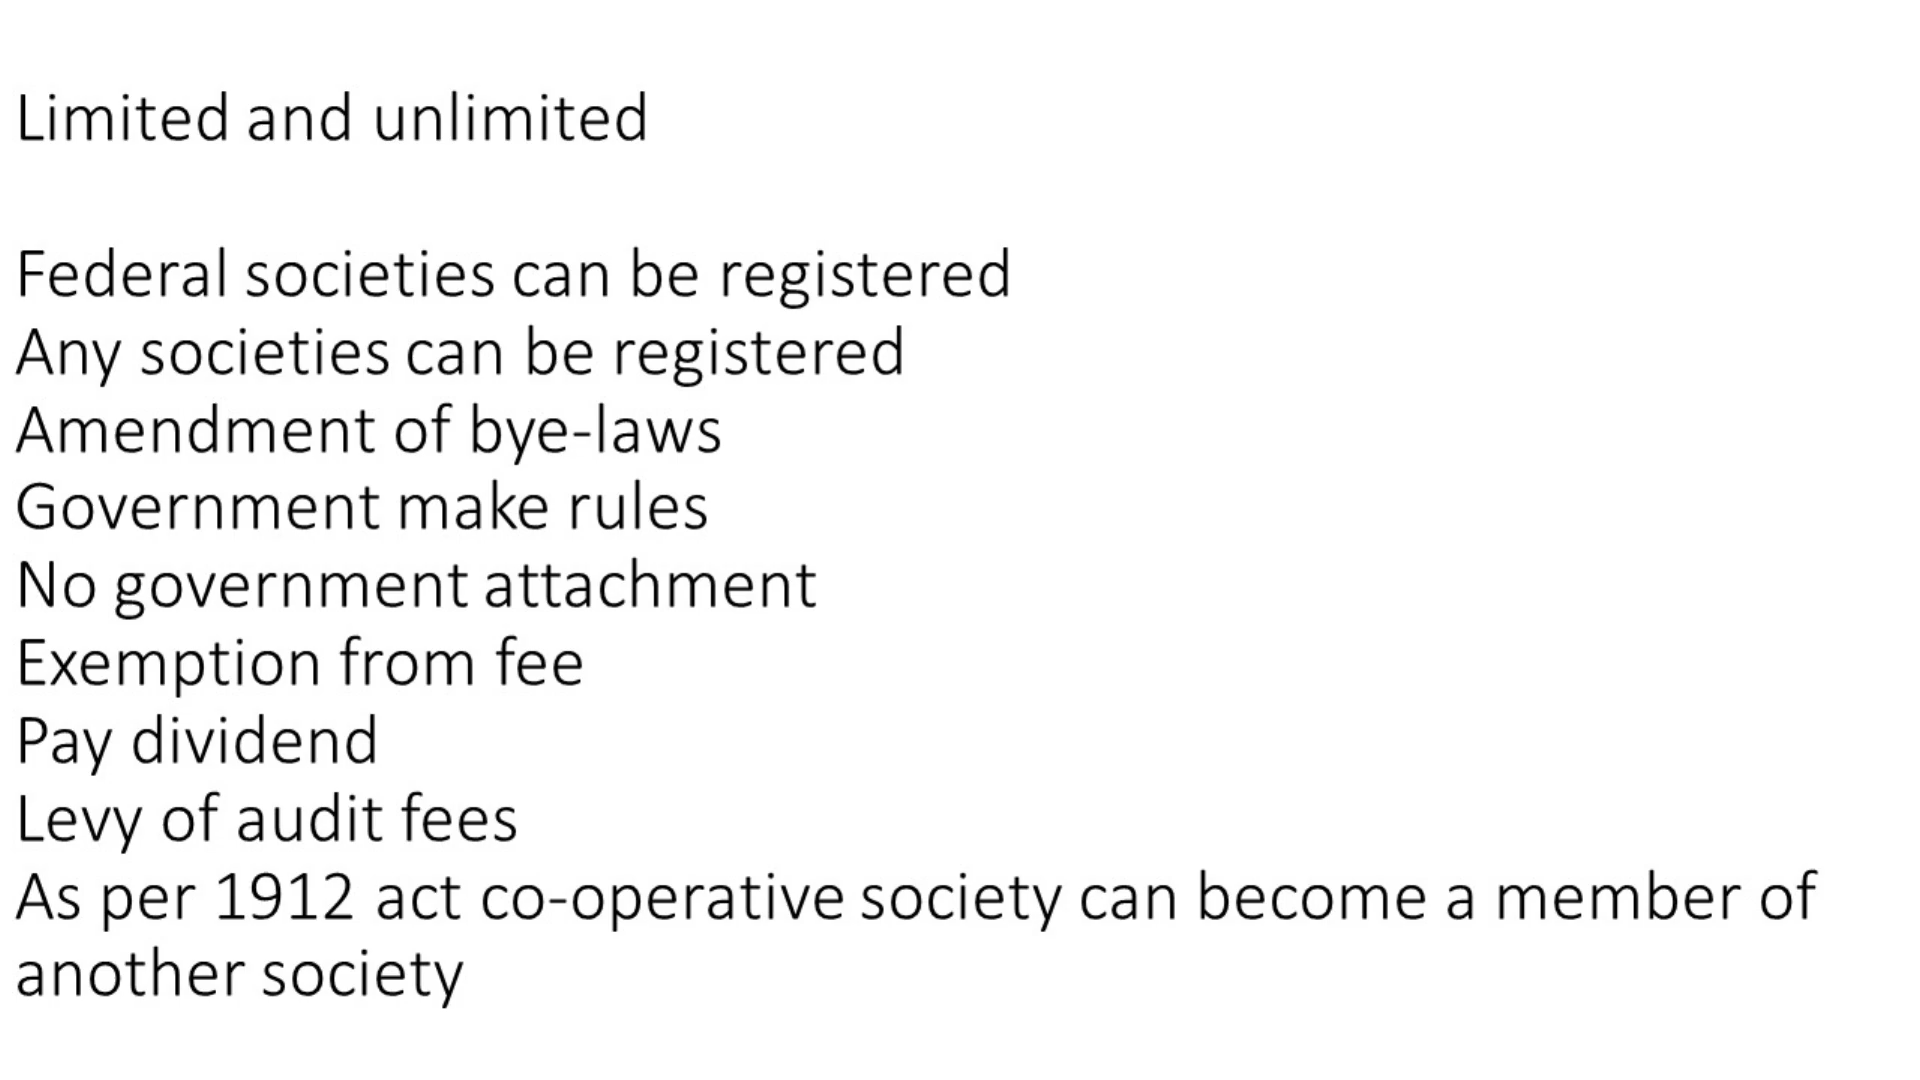 Limited and unlimited
Federal societies can be registered
Any societies can be registered
Amendment of bye-laws
Government make rules
No government attachment
Exemption from fee
Pay dividend
Levy of audit fees
As per 1912 act co-operative society can become a member of
another society